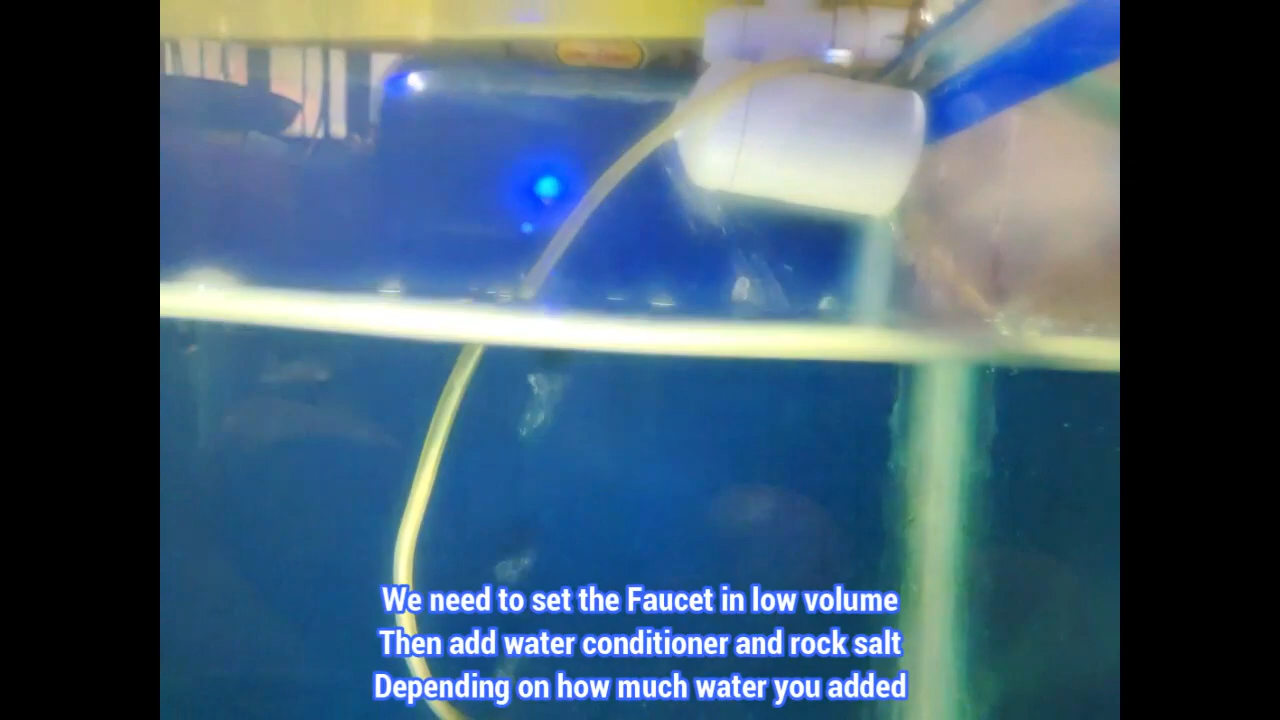 We need to set the Faucet in low volume
Then add water conditioner and rock salt
Depending on how much water you added